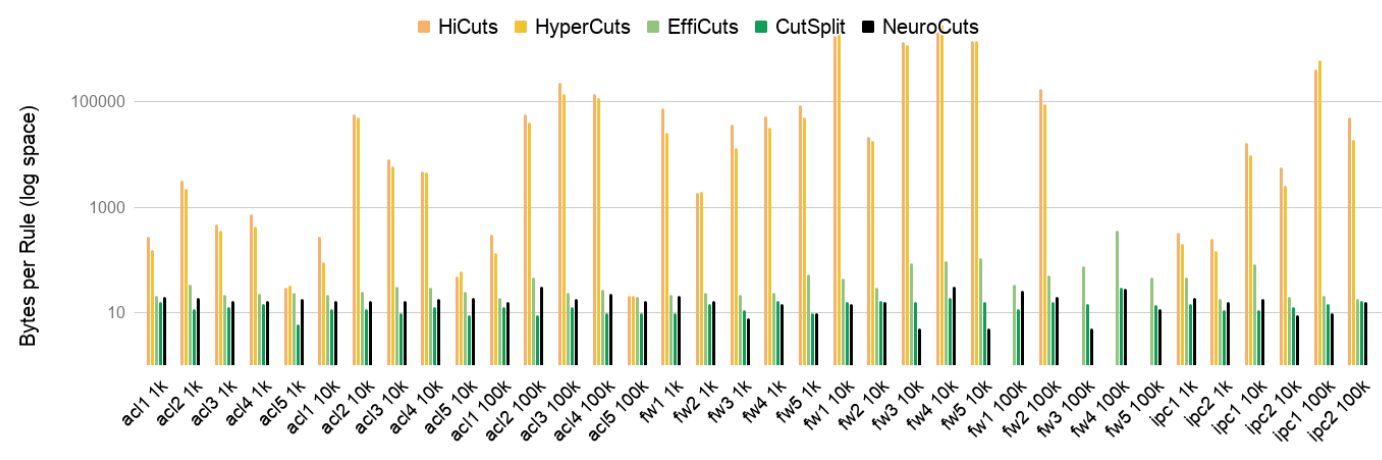 HiCuts HyperCuts EffiCuts CutSplit NeuroCuts
Bytes per Rule (log space)
100000
1000
10
acl1 1k
acl2 1k
acl3 1k
acl4 1k
acl5 1k
acl1 10k
acl2 10k
acl3 10k
acl4 10k
acl5 10k
acl1 100k
acl2 100k
acl3 100k
acl4 100k
acl5 100k
fw1 1k
fw2 1k
fw3 1k
fw4 1k
fw5 1k
fw1 10k
fw2 10k
fw3 10k
fw4 10k
fw5 10k
fw1 100k
fw2 100k
fw3 100k
fw4 100k
fw5 100k
ipc1 1k
ipc2 1k
ipc1 10k
ipc2 10k
ipc1 100k
ipc2 100k